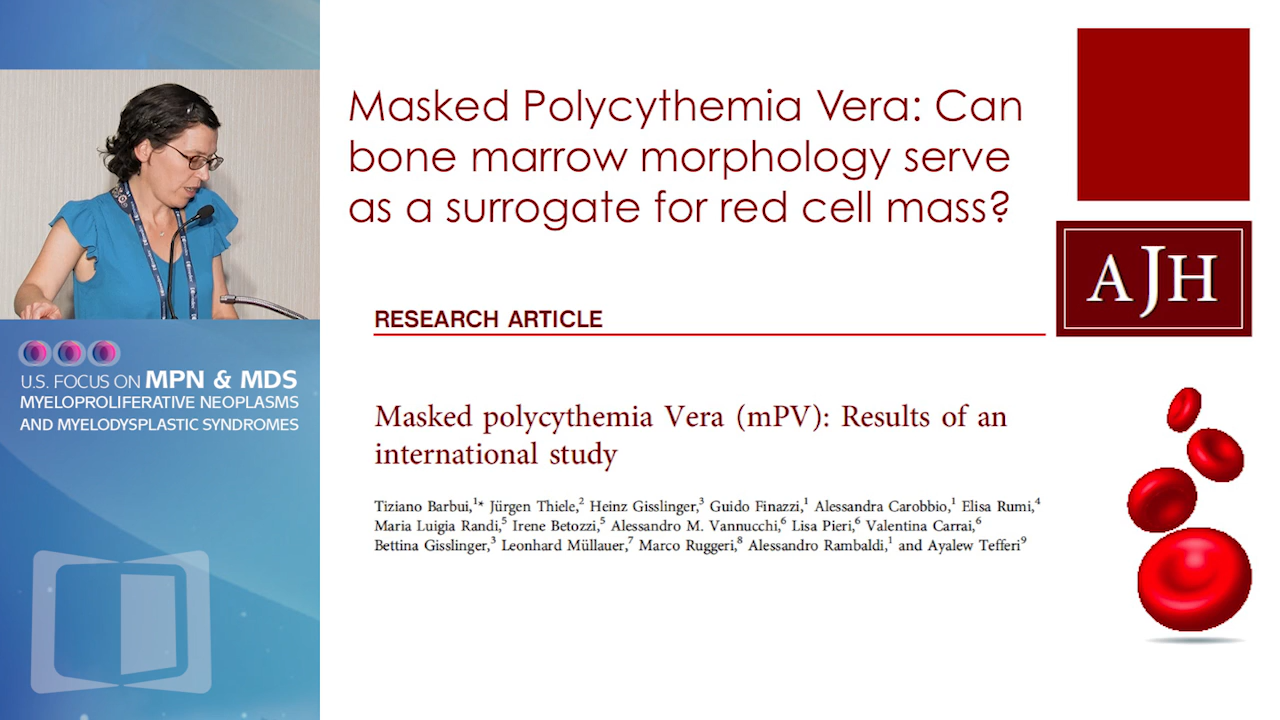 Masked Polycythemia Vera: Can
bone marrow morphology serve
as a surrogate for red cell mass?
AJH
RESEARCH ARTICLE
Masked polycythemia Vera (mPV): Results of an
international study
Tiziano Barbui,1* Jürgen Thiele,2 Heinz Gisslinger,3 Guido Finazzi,1 Alessandra Carobbio,1 Elisa Rumi,4
Maria Luigia Randi,5 Irene Betozzi,5 Alessandro M. Vannucchi,6 Lisa Pieri,6 Valentina Carrai,6
Bettina Gisslinger,3 Leonhard Müllauer,7 Marco Ruggeri,8 Alessandro Rambaldi,1 and Ayalew Tefferi9
U.S. FOCUS ON MPN & MDS
MYELOPROLIFERATIVE NEOPLASMS
AND MYELODYSPLASTIC SYNDROMES